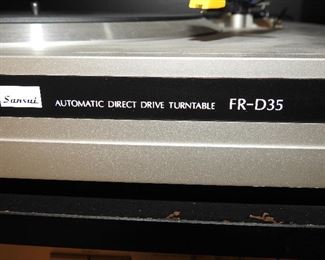 Sansui AUTOMATIC DIRECT DRIVE TURNTABLE FR-D35